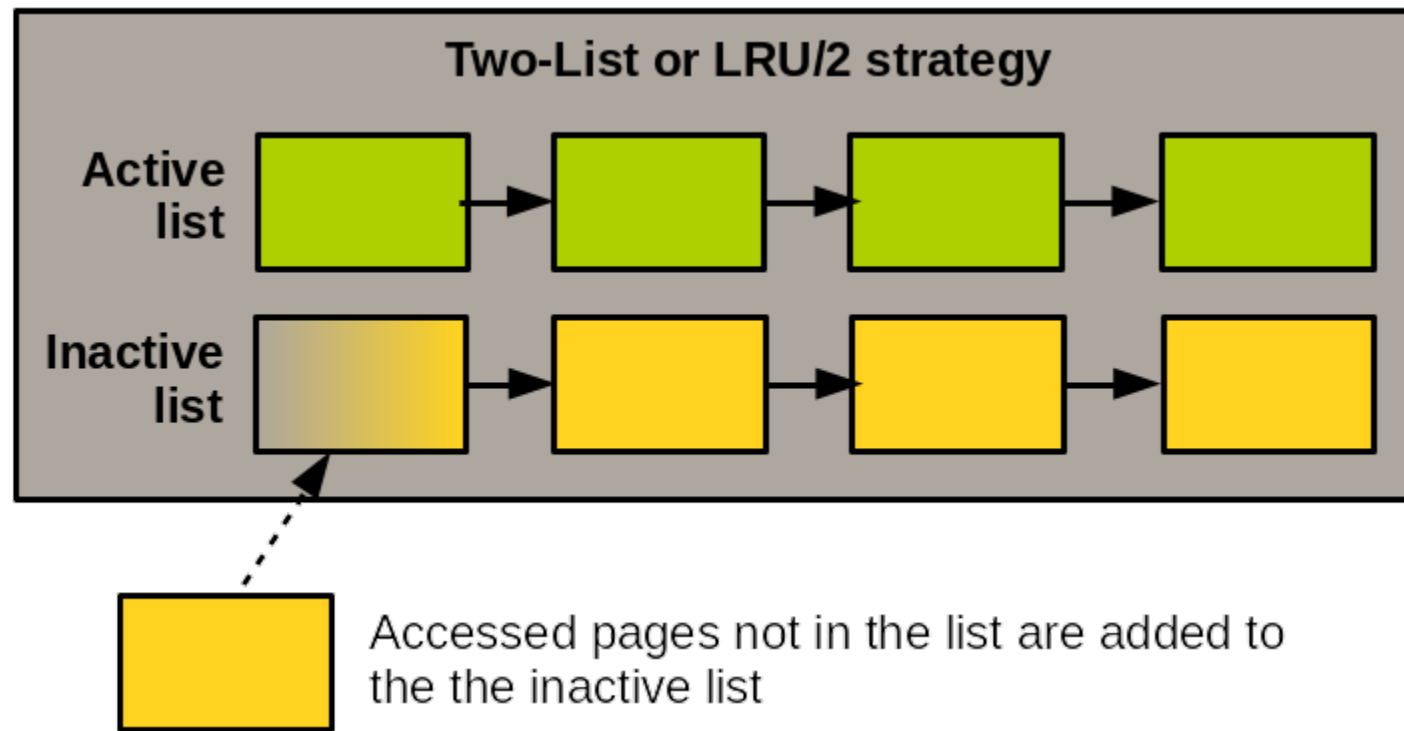 Two-List or LRU/2 strategy
Active
list
Inactive
list
Accessed pages not in the list are added to
the the inactive list